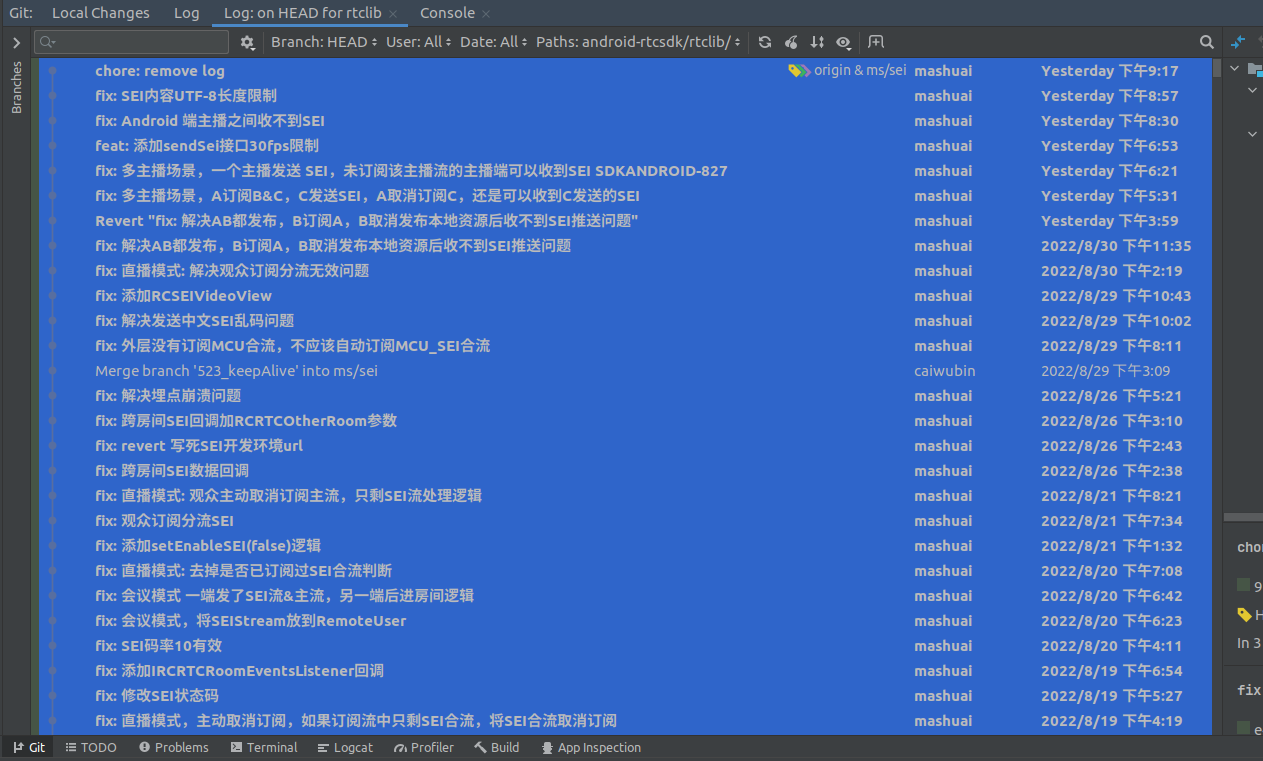 Git: Local Changes Log Log: on HEAD for rtclib Console
Branch: HEAD User: All Date: All Paths: android-rtcsdk/rtclib/
Branches
chore: remove log origin & ms/sei mashuai Yesterday 下午9:17
fix: SEI内容UTF-8长度限制 mashuai Yesterday 下午8:57
fix: Android 端主播之间收不到SEI mashuai Yesterday 下午8:30
feat: 添加sendSeI接口30fps限制 mashuai Yesterday 下午6:53
fix: 多主播场景，一个主播发送 SEI，未订阅该主播流的主播端可以收到SEI SDKANDROID-827 mashuai Yesterday 下午6:21
fix: 多主播场景，A订阅B&C，C发送SEI，A取消订阅C，还是可以收到C发送的SEI mashuai Yesterday 下午5:31
Revert "fix: 解决AB都发布，B订阅A，B取消发布本地资源后收不到SEI推送问题" mashuai Yesterday 下午3:59
fix: 解决AB都发布，B订阅A，B取消发布本地资源后收不到SEI推送问题 mashuai 2022/8/30 下午11:35
fix: 直播模式: 解决观众订阅分流无效问题 mashuai 2022/8/30 下午2:19
fix: 添加RCSEIVideoView mashuai 2022/8/29 下午10:43
fix: 解决发送中文SEI乱码问题 mashuai 2022/8/29 下午10:02
fix: 外层没有订阅MCU合流，不应该自动订阅MCU_SEI合流 mashuai 2022/8/29 下午8:11
Merge branch '523_keepAlive' into ms/sei caiwubin 2022/8/29 下午3:09
fix: 解决埋点崩溃问题 mashuai 2022/8/26 下午5:21
fix: 跨房间SEI回调加RCRTCOtherRoom参数 mashuai 2022/8/26 下午3:10
fix: revert 写死SEI开发环境url mashuai 2022/8/26 下午2:43
fix: 跨房间SEI数据回调 mashuai 2022/8/26 下午2:38
fix: 直播模式: 观众主动取消订阅主流，只剩SEI流处理逻辑 mashuai 2022/8/21 下午8:21
fix: 观众订阅分流SEI mashuai 2022/8/21 下午7:34
fix: 添加setEnableSEI(false)逻辑 mashuai 2022/8/21 下午1:32
fix: 直播模式: 去掉是否已订阅过SEI合流判断 mashuai 2022/8/20 下午7:08
fix: 会议模式 一端发了SEI流&主流，另一端后进房间逻辑 mashuai 2022/8/20 下午6:42
fix: 会议模式，将SEIStream放到RemoteUser mashuai 2022/8/20 下午6:23
fix: SEI码率10有效 mashuai 2022/8/20 下午4:11
fix: 添加IRCRTCRoomEventsListener回调 mashuai 2022/8/19 下午6:54
fix: 修改SEI状态码 mashuai 2022/8/19 下午5:27
fix: 直播模式，主动取消订阅，如果订阅流中只剩SEI合流，将SEI合流取消订阅 mashuai 2022/8/19 下午4:19
chor
9
H
In 3
fix
e
Git TODO Problems Terminal Logcat Profiler Build App Inspection